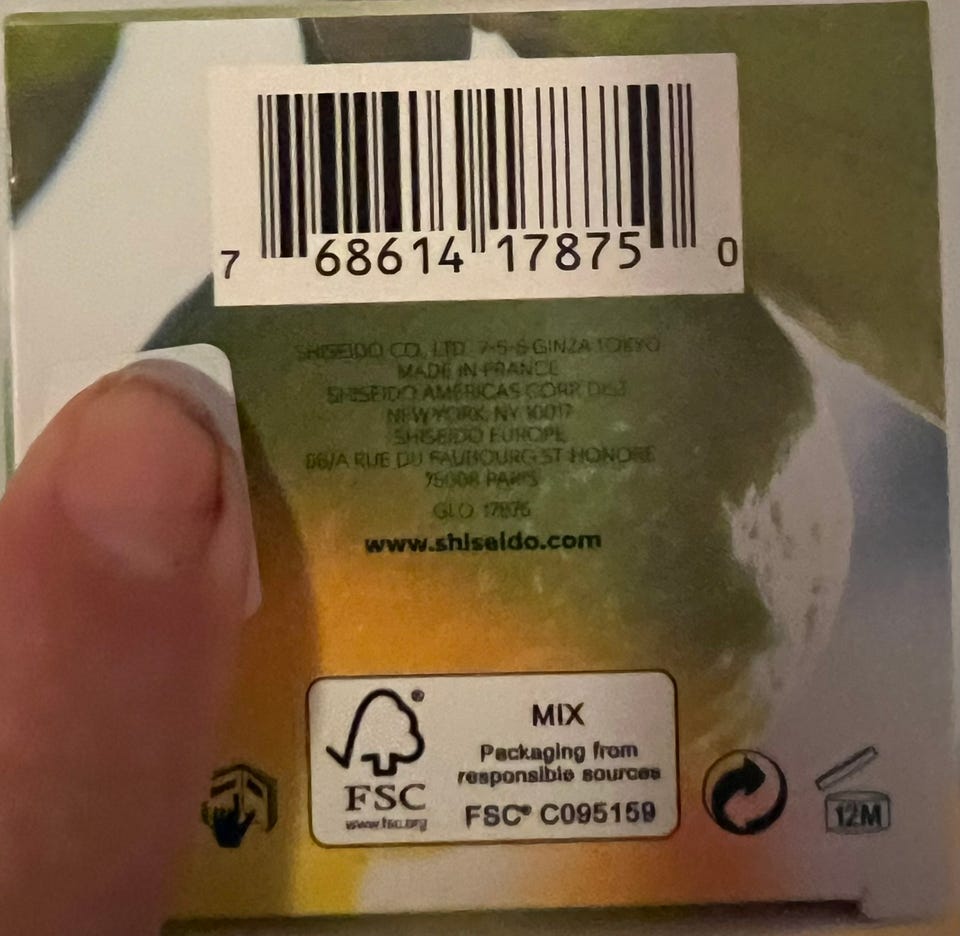 7 68614 17875 0
SHISEIDO CO., LTD. 7-5-5 GINZA TOKYO
MADE IN FRANCE
SHISEIDO AMERICAS CORP. DIST.
NEW YORK, NY 10017
SHISEIDO EUROPE
56/A RUE DU FAUBOURG ST HONORE
75008 PARIS
GLO 17875
www.shiseido.com
MIX
Packaging from
responsible sources
FSC® C095159
®
FSC
www.fsc.org
12M